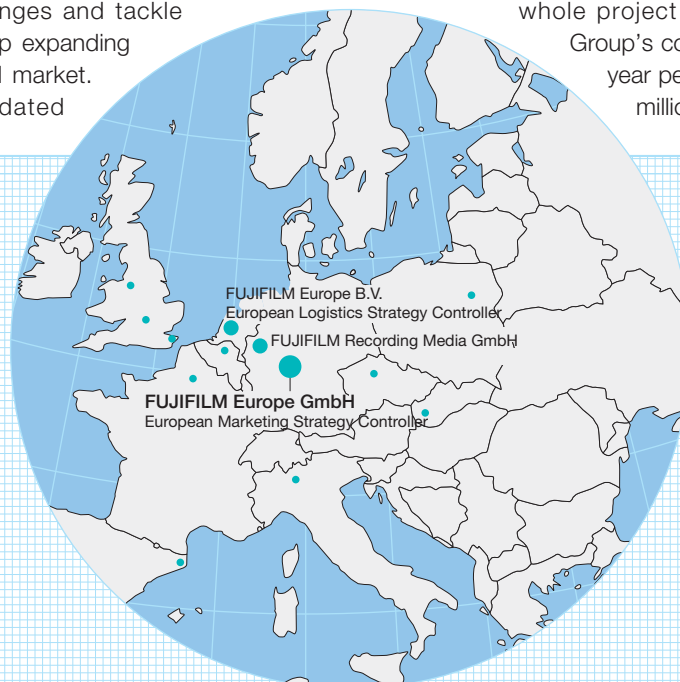 nges and tackle
p expanding
l market.
dated
whole project
Group's co
year pe
millio
FUJIFILM Europe B.V.
European Logistics Strategy Controller
FUJIFILM Recording Media GmbH
FUJIFILM Europe GmbH
European Marketing Strategy Controller